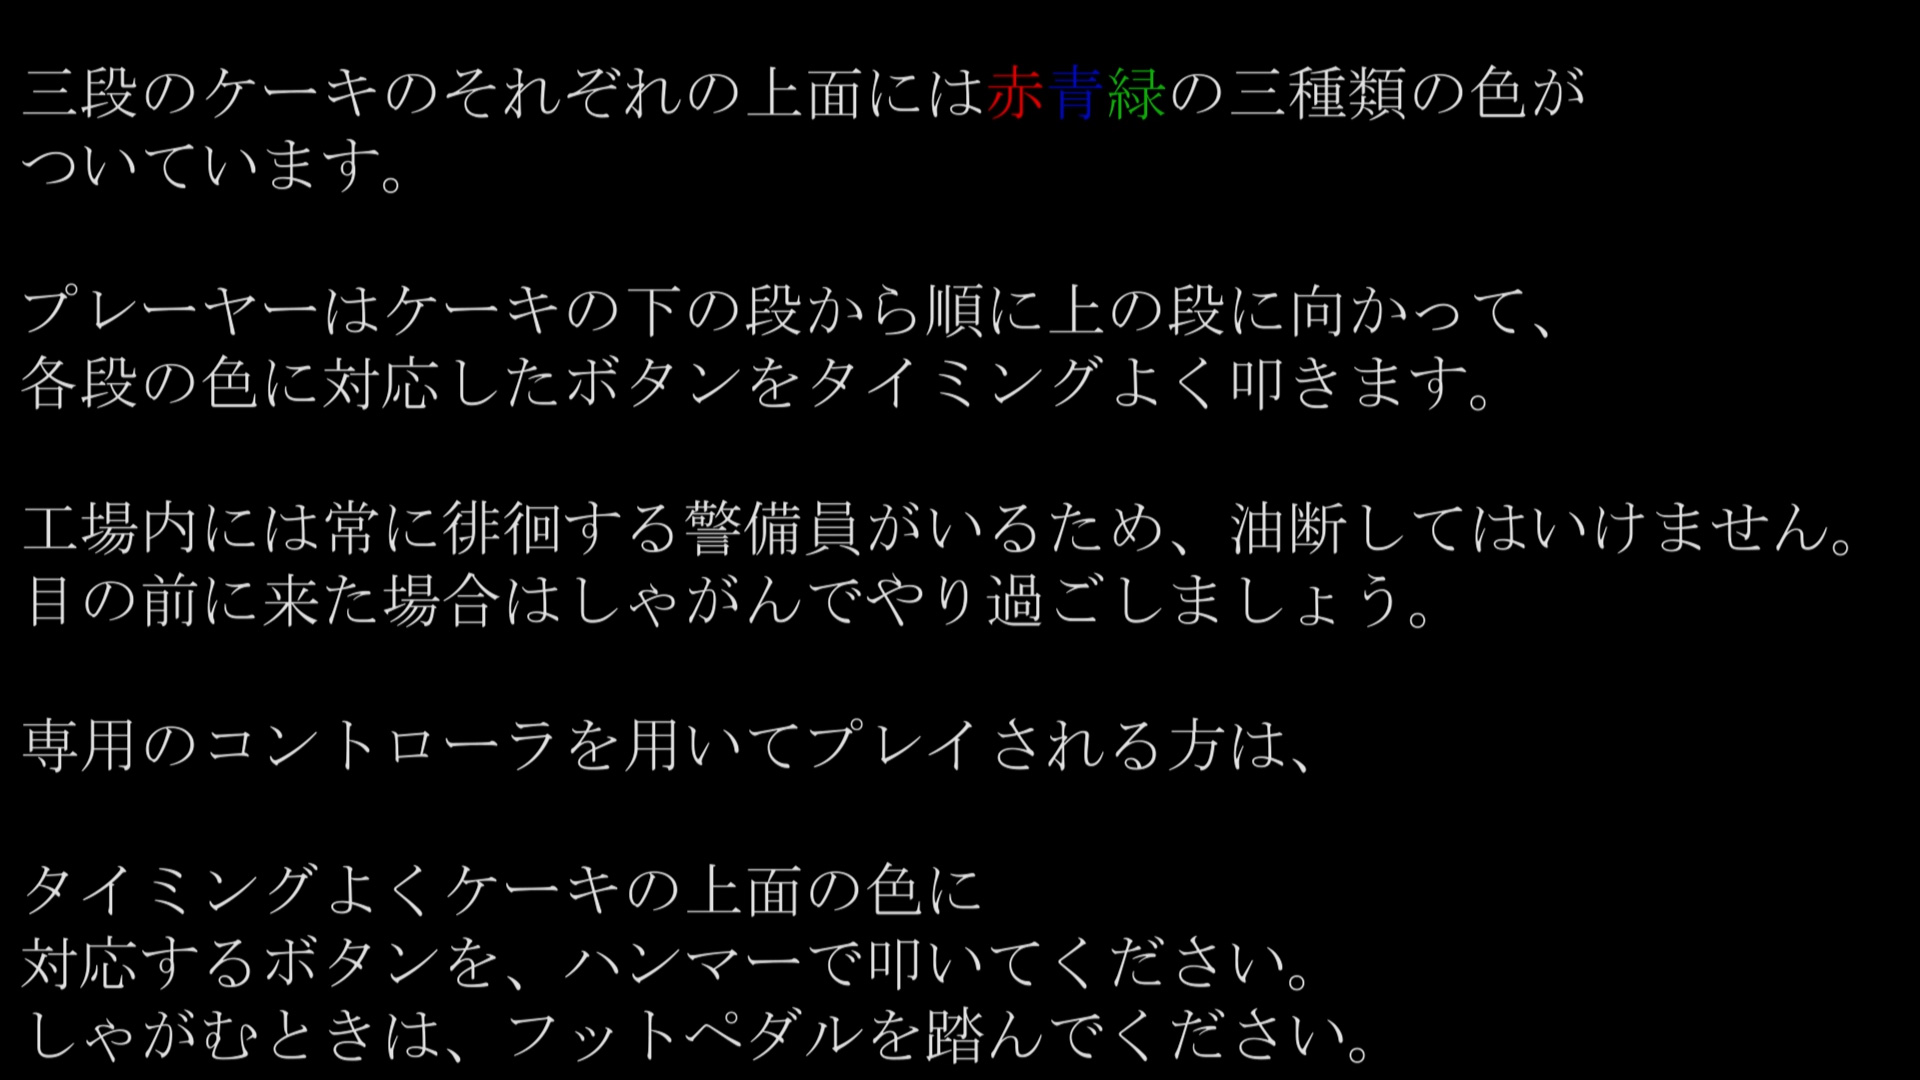 三段のケーキのそれぞれの上面には赤青緑の三種類の色が
ついています。
プレーヤーはケーキの下の段から順に上の段に向かって、
各段の色に対応したボタンをタイミングよく叩きます。
工場内には常に徘徊する警備員がいるため、油断してはいけません。
目の前に来た場合はしゃがんでやり過ごしましょう。
専用のコントローラを用いてプレイされる方は、
タイミングよくケーキの上面の色に
対応するボタンを、ハンマーで叩いてください。
しゃがむときは、フットペダルを踏んでください。